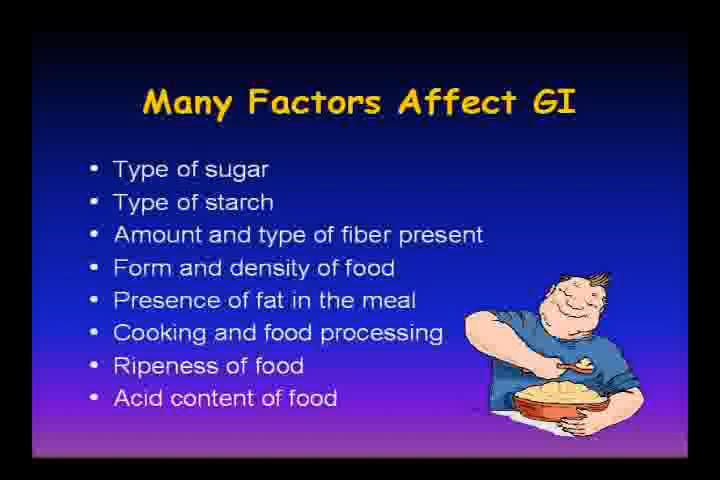 Many Factors Affect GI
• Type of sugar
• Type of starch
• Amount and type of fiber present
• Form and density of food
• Presence of fat in the meal
• Cooking and food processing
• Ripeness of food
• Acid content of food